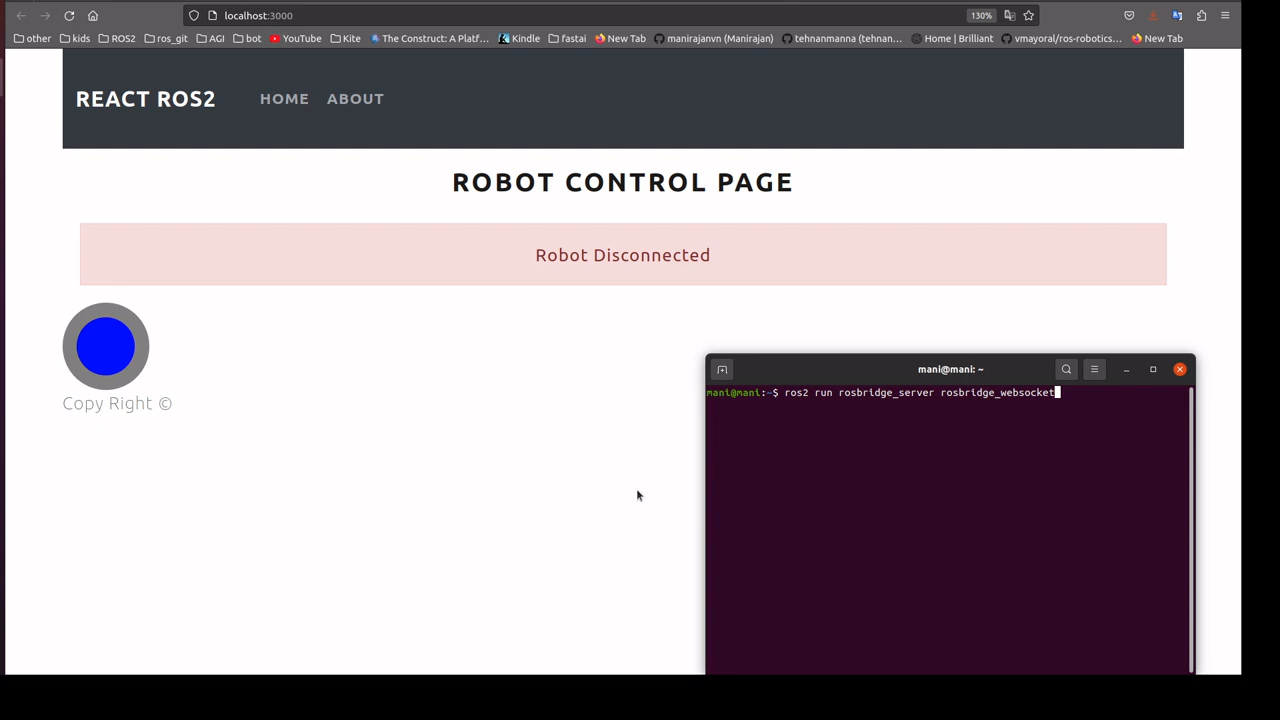 localhost:3000
130%
other kids ROS2 ros_git AGI bot YouTube Kite The Construct: A Platf... Kindle fastai New Tab manirajanvn (Manirajan) tehnanmanna (tehnan... Home | Brilliant vmayoral/ros-robotics... New Tab
REACT ROS2 HOME ABOUT
ROBOT CONTROL PAGE
Robot Disconnected
Copy Right ©
mani@mani: ~
mani@mani:~$ ros2 run rosbridge_server rosbridge_websocket